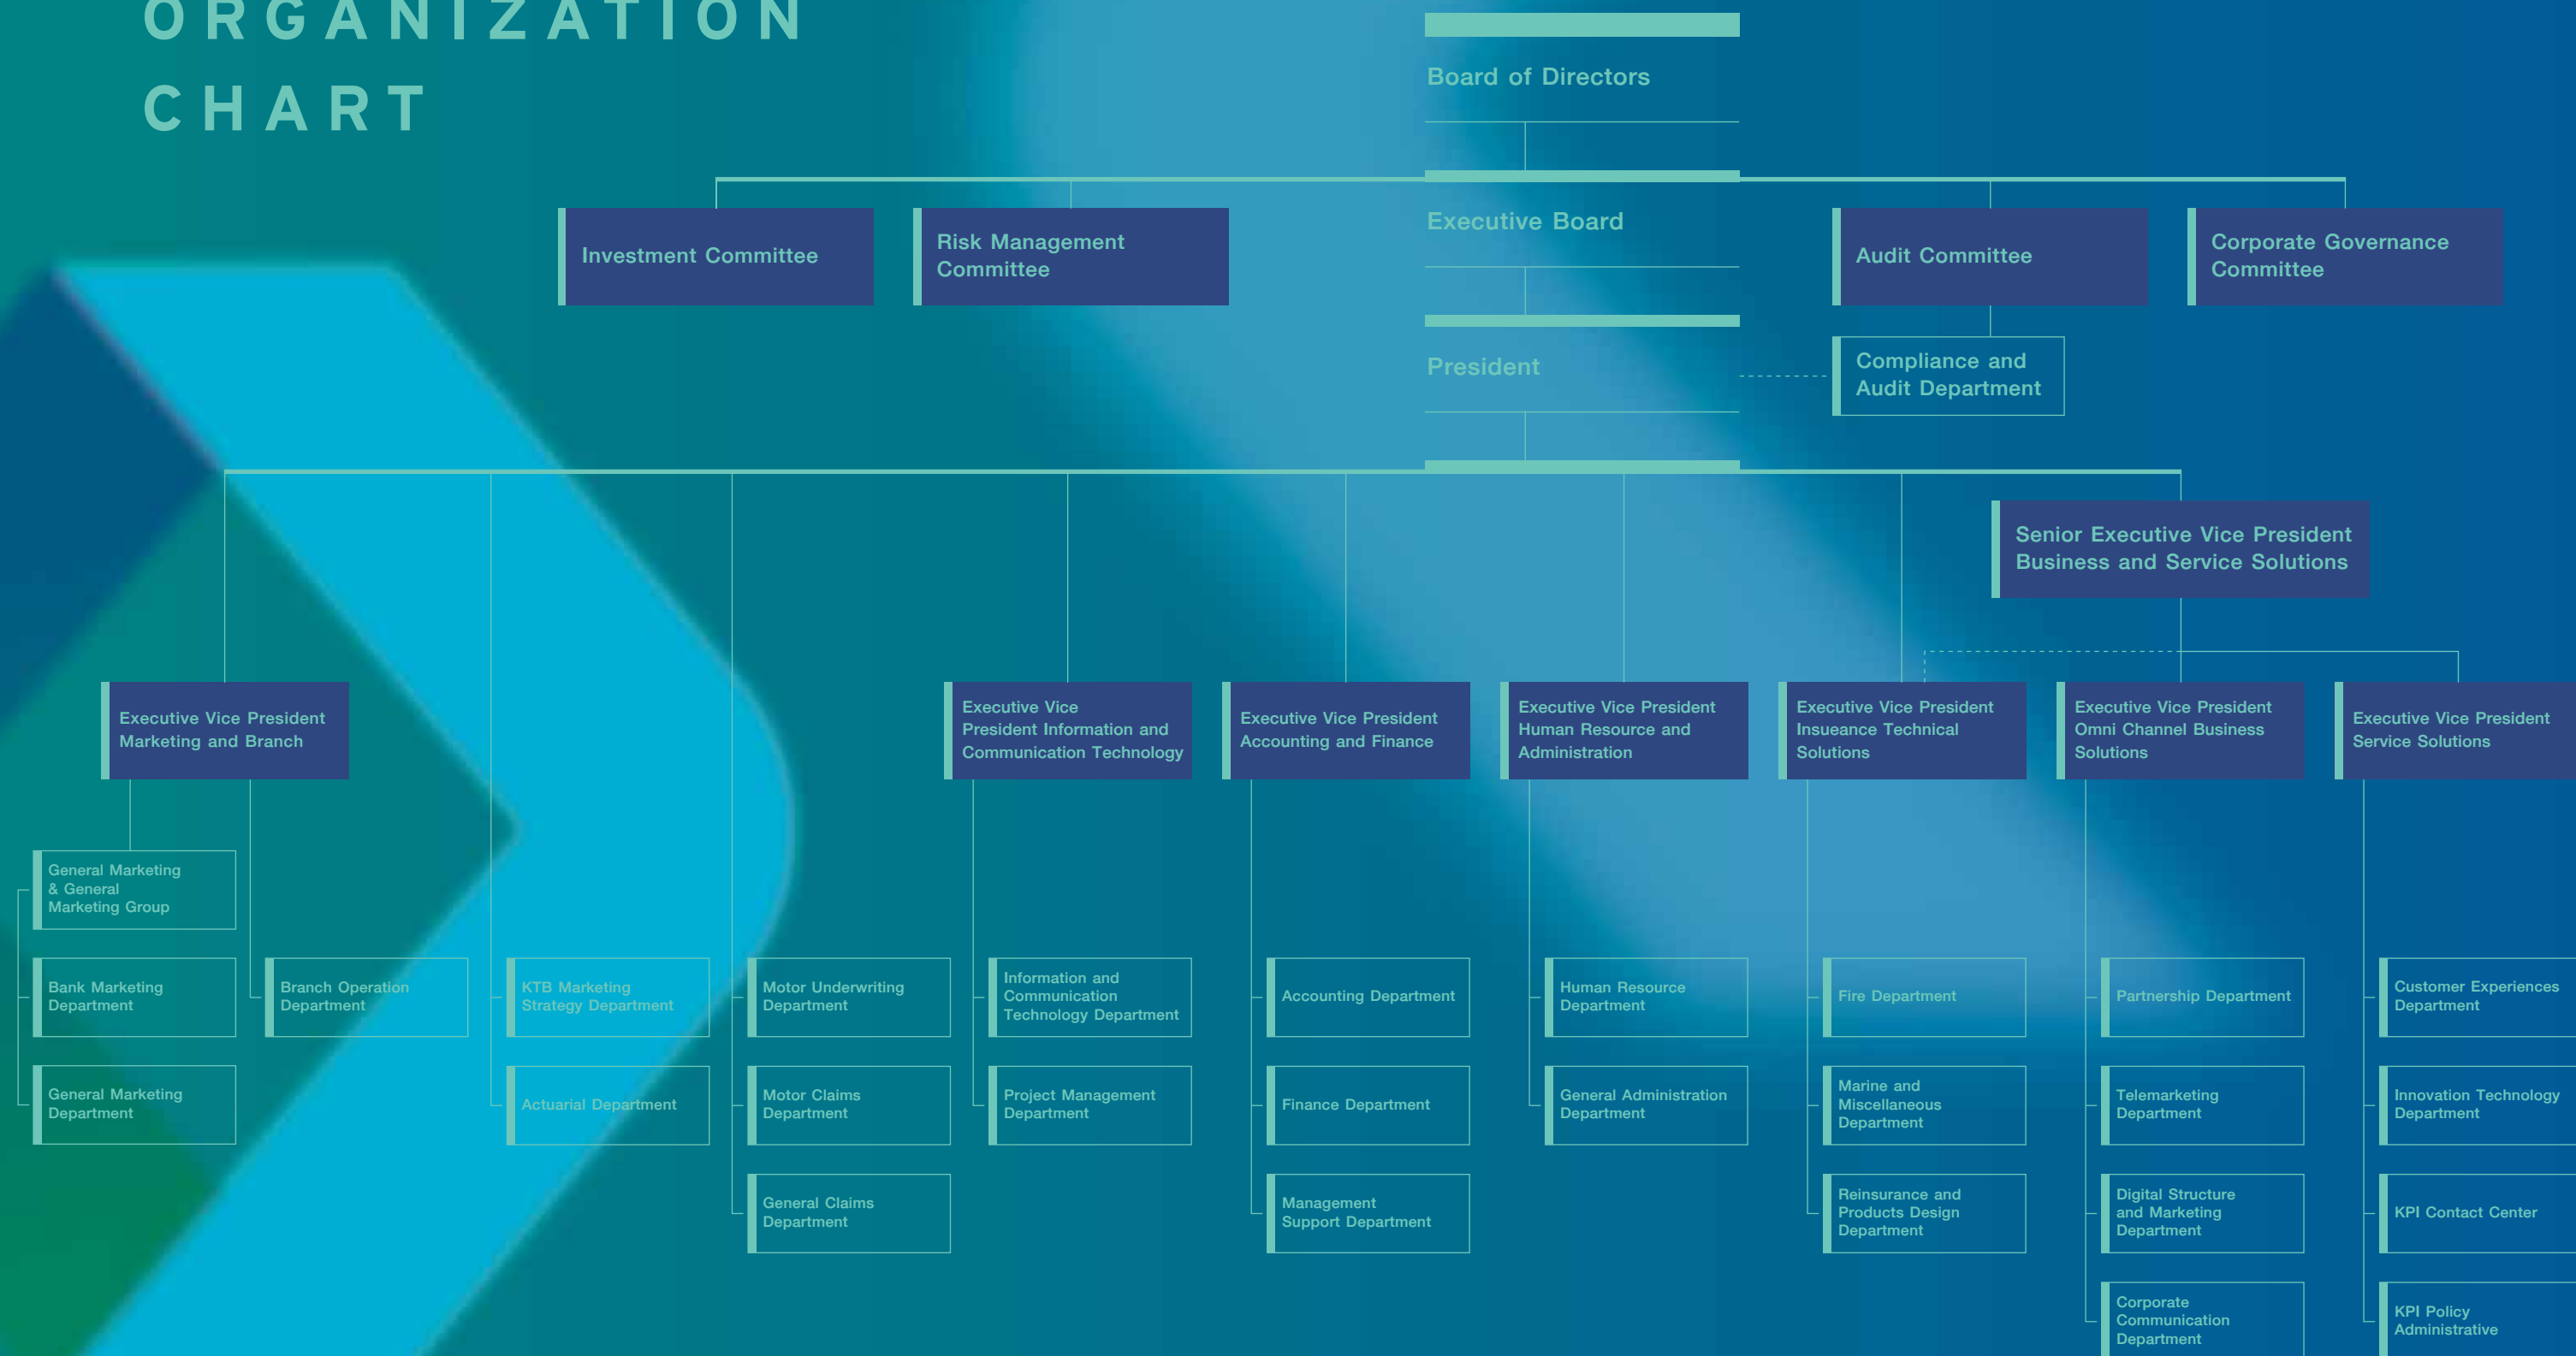 ORGANIZATION
CHART
Board of Directors
Executive Board
President
Investment Committee
Risk Management
Committee
Audit Committee
Corporate Governance
Committee
Compliance and
Audit Department
Senior Executive Vice President
Business and Service Solutions
Executive Vice President
Marketing and Branch
Executive Vice
President Information and
Communication Technology
Executive Vice President
Accounting and Finance
Executive Vice President
Human Resource and
Administration
Executive Vice President
Insueance Technical
Solutions
Executive Vice President
Omni Channel Business
Solutions
Executive Vice President
Service Solutions
General Marketing
& General
Marketing Group
Bank Marketing
Department
General Marketing
Department
Branch Operation
Department
KTB Marketing
Strategy Department
Actuarial Department
Motor Underwriting
Department
Motor Claims
Department
General Claims
Department
Information and
Communication
Technology Department
Project Management
Department
Accounting Department
Finance Department
Management
Support Department
Human Resource
Department
General Administration
Department
Fire Department
Marine and
Miscellaneous
Department
Reinsurance and
Products Design
Department
Partnership Department
Telemarketing
Department
Digital Structure
and Marketing
Department
Corporate
Communication
Department
Customer Experiences
Department
Innovation Technology
Department
KPI Contact Center
KPI Policy
Administrative